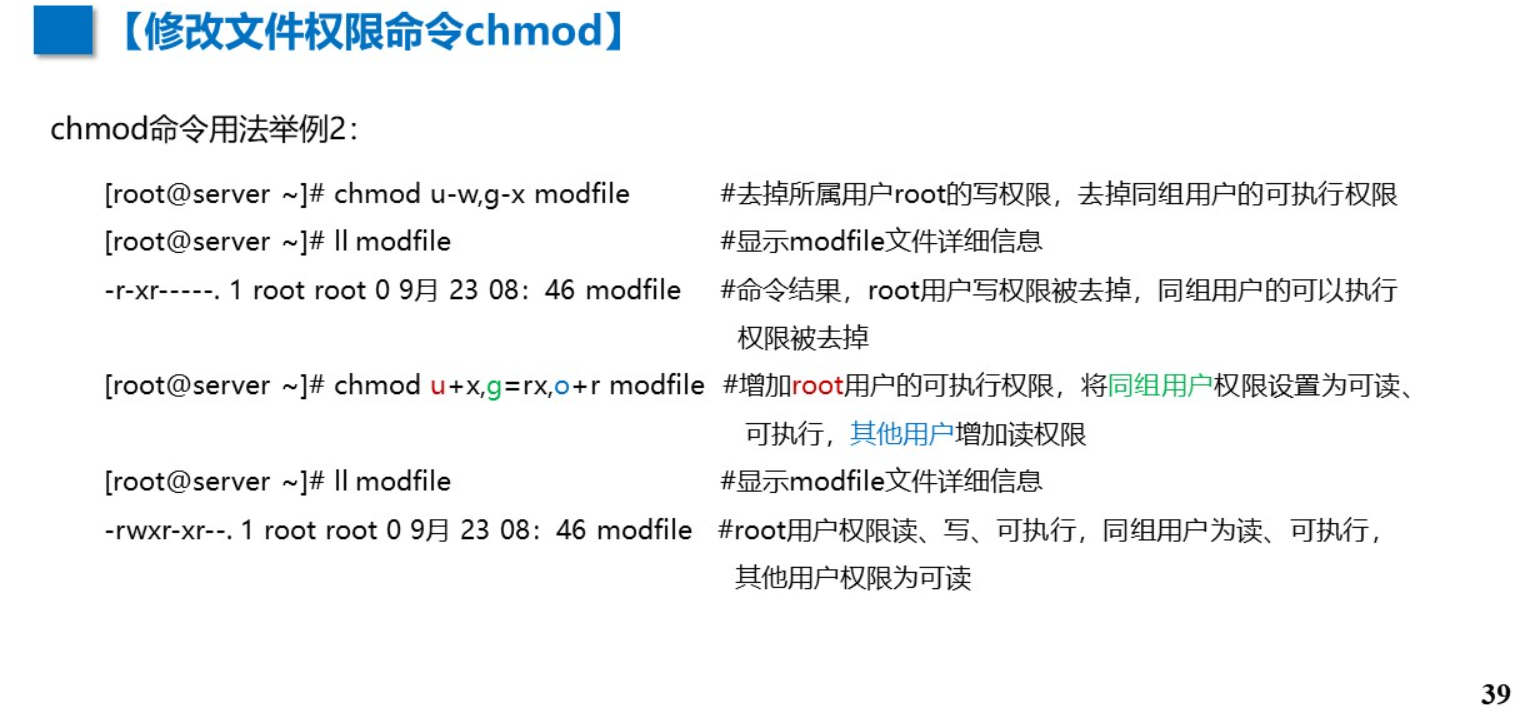 【修改文件权限命令chmod】
chmod命令用法举例2：
[root@server ~]# chmod u-w,g-x modfile #去掉所属用户root的写权限，去掉同组用户的可执行权限
[root@server ~]# ll modfile #显示modfile文件详细信息
-r-xr-----. 1 root root 0 9月 23 08：46 modfile #命令结果，root用户写权限被去掉，同组用户的可以执行
权限被去掉
[root@server ~]# chmod u+x,g=rx,o+r modfile #增加root用户的可执行权限，将同组用户权限设置为可读、
可执行，其他用户增加读权限
[root@server ~]# ll modfile #显示modfile文件详细信息
-rwxr-xr--. 1 root root 0 9月 23 08：46 modfile #root用户权限读、写、可执行，同组用户为读、可执行，
其他用户权限为可读
39